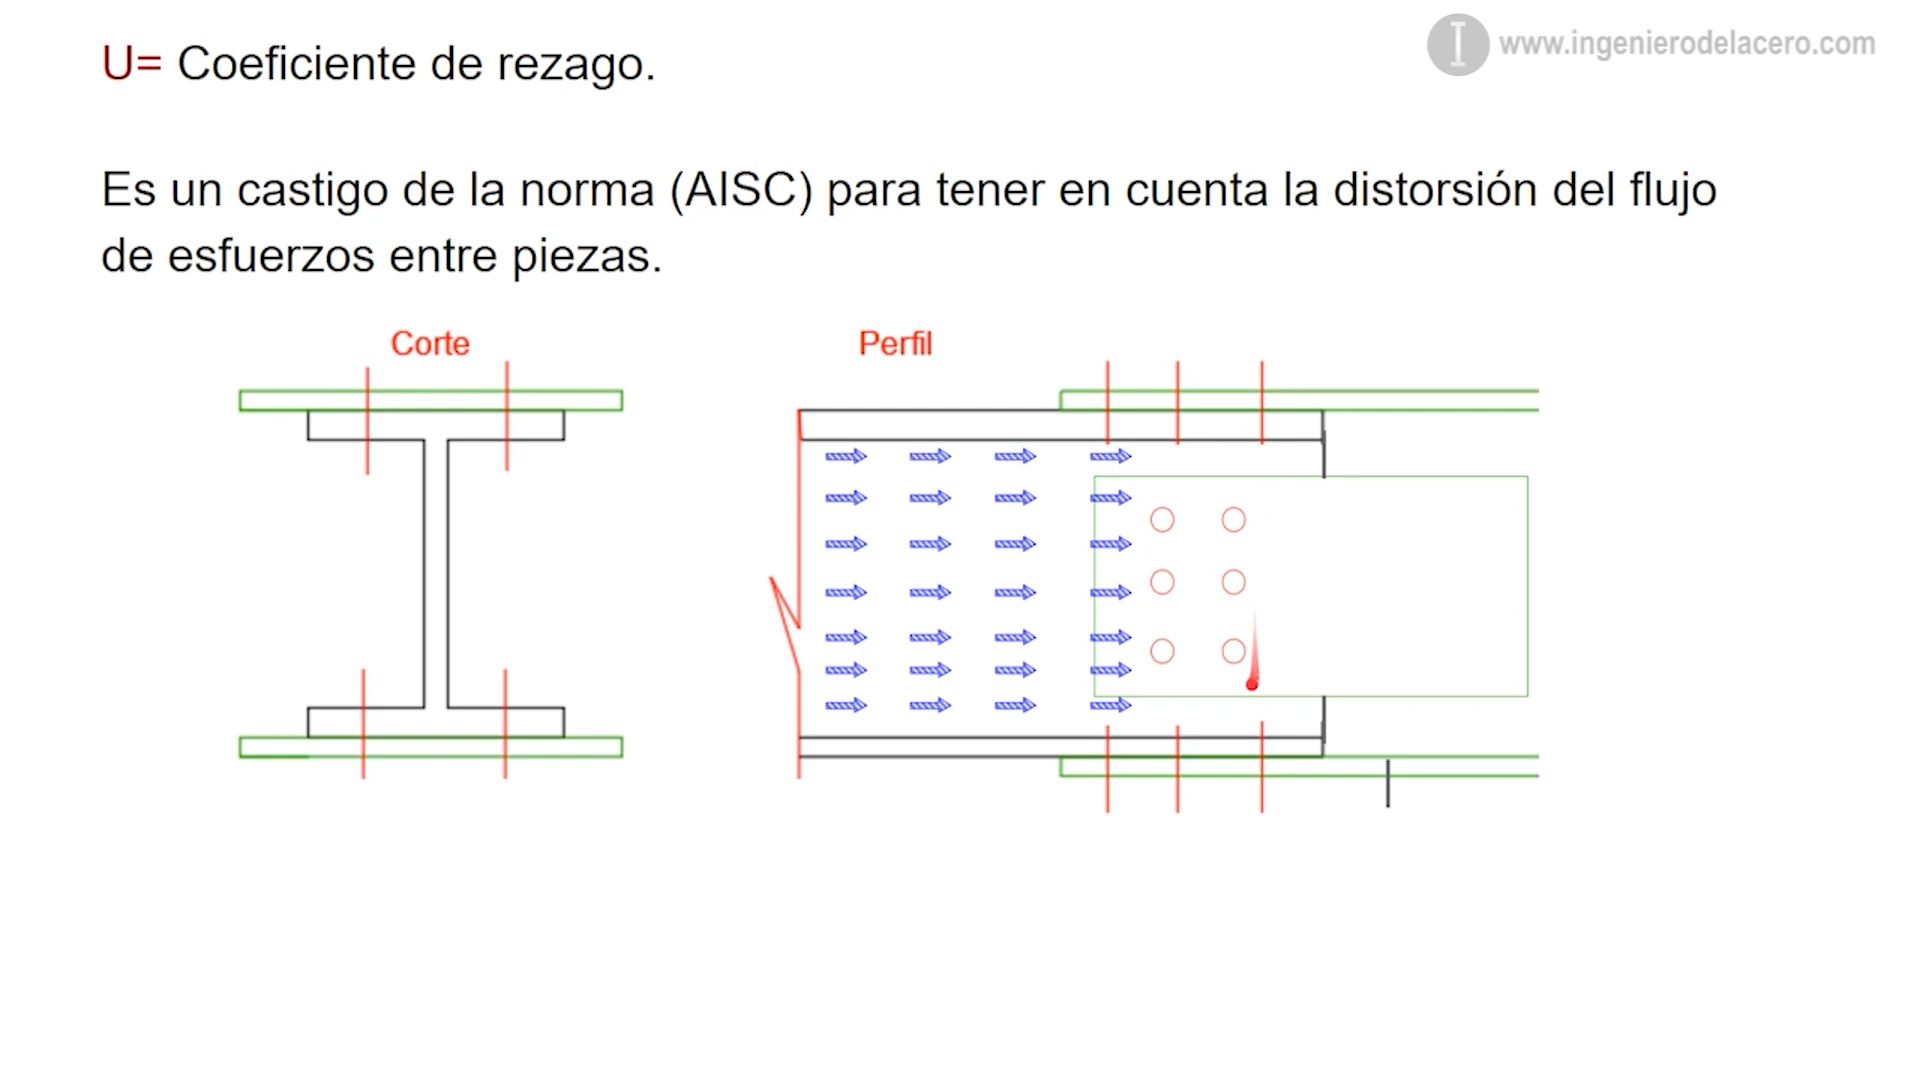 U= Coeficiente de rezago.
www.ingenierodelacero.com
Es un castigo de la norma (AISC) para tener en cuenta la distorsión del flujo
de esfuerzos entre piezas.
Corte
Perfil